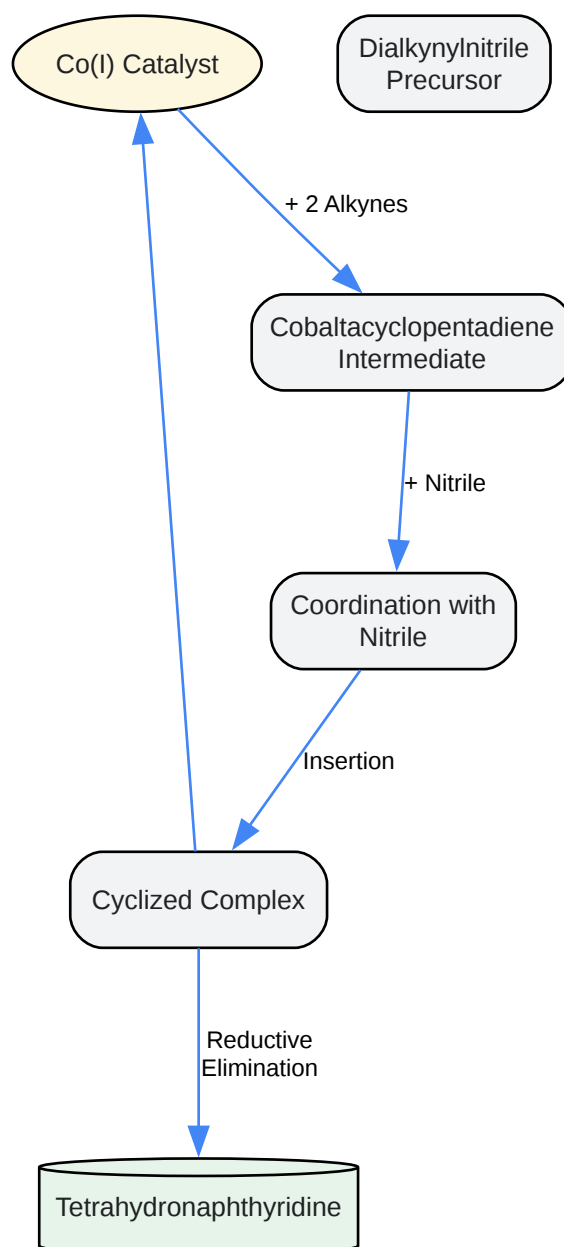 Co(I) Catalyst
Dialkynylnitrile
Precursor
+ 2 Alkynes
Cobaltacyclopentadiene
Intermediate
+ Nitrile
Coordination with
Nitrile
Insertion
Cyclized Complex
Reductive
Elimination
Tetrahydronaphthyridine